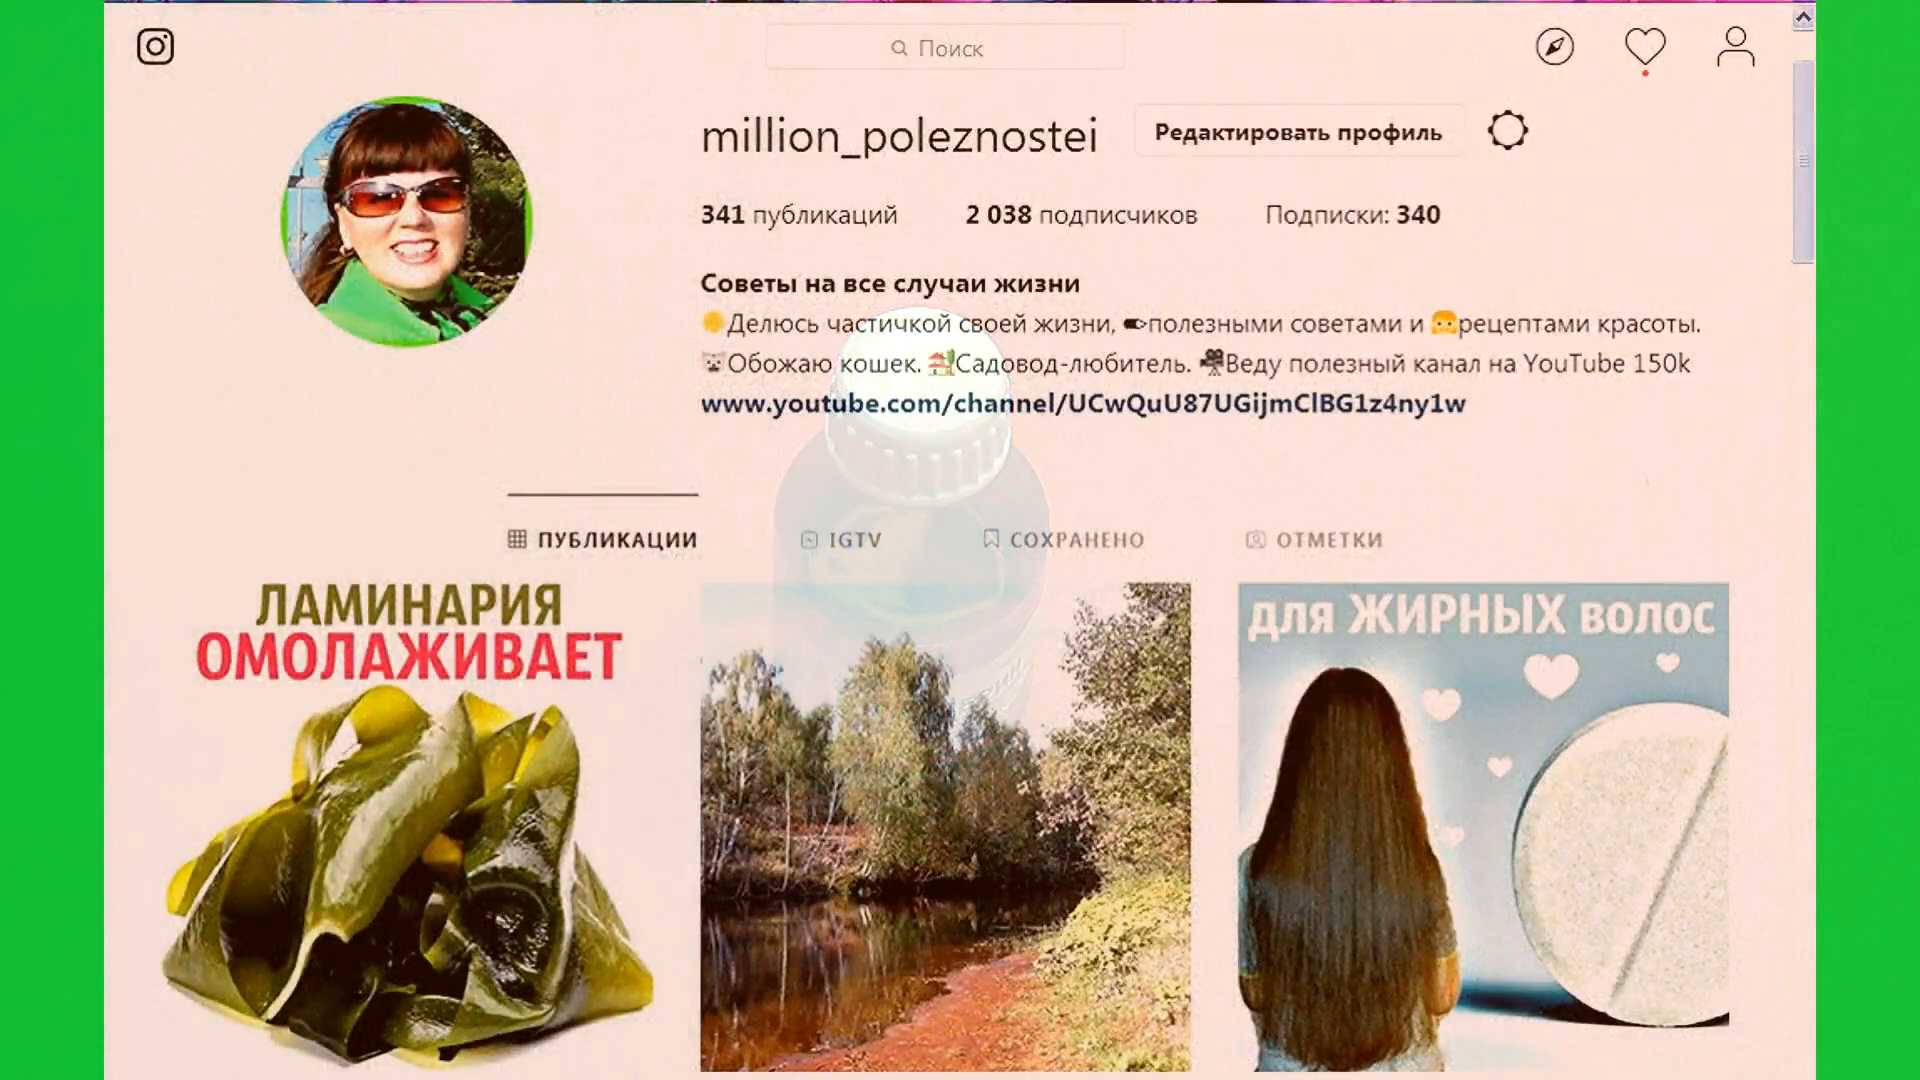 Поиск
million_poleznostei Редактировать профиль
341 публикаций 2 038 подписчиков Подписки: 340
Советы на все случаи жизни
Делюсь частичкой своей жизни, полезными советами и рецептами красоты.
Обожаю кошек. Садовод-любитель. Веду полезный канал на YouTube 150k
www.youtube.com/channel/UCwQuU87UGijmClBG1z4ny1w
ПУБЛИКАЦИИ IGTV СОХРАНЕНО ОТМЕТКИ
ЛАМИНАРИЯ
ОМОЛАЖИВАЕТ
для ЖИРНЫХ волос